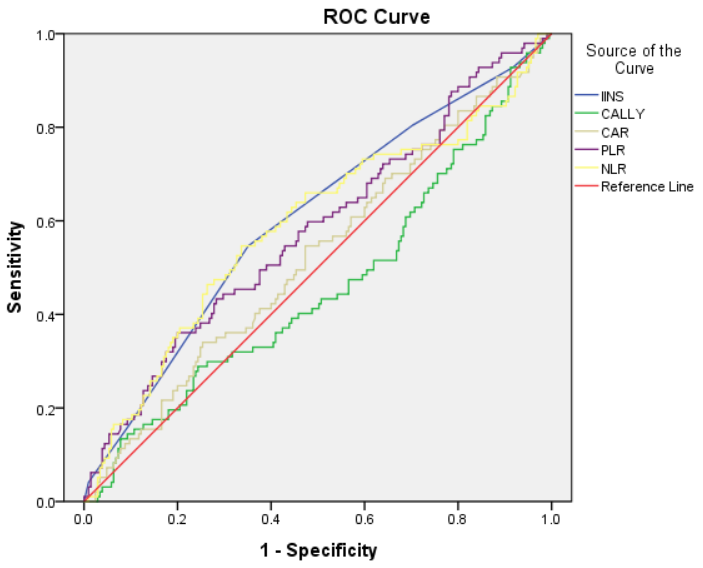 ROC Curve
Source of the
Curve
IINS
CALLY
CAR
PLR
NLR
Reference Line
Sensitivity
1.0
0.8
0.6
0.4
0.2
0.0
0.0 0.2 0.4 0.6 0.8 1.0
1 - Specificity